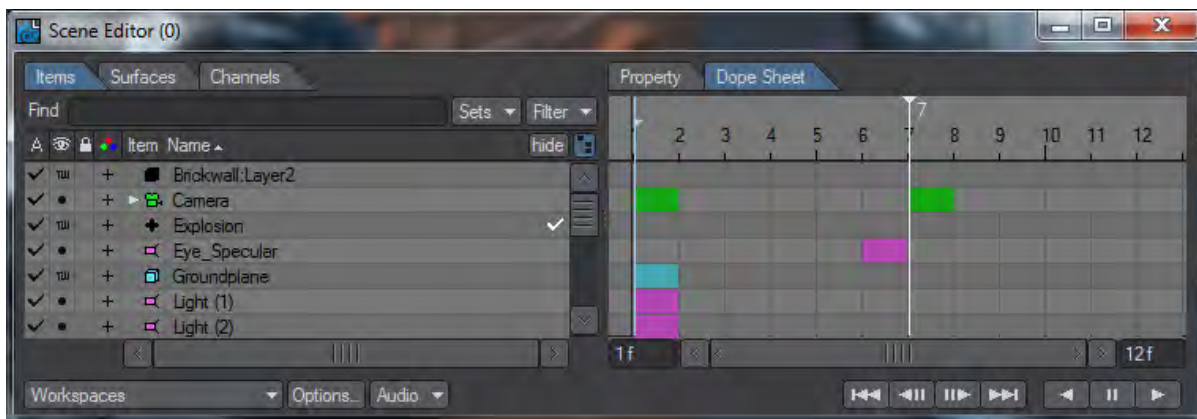 Scene Editor (0)
Items Surfaces Channels Property Dope Sheet
Find Sets Filter
7
2 3 4 5 6 7 8 9 10 11 12
A Item Name hide
Brickwall:Layer2
Camera
Explosion
Eye_Specular
Groundplane
Light (1)
Light (2)
1f 12f
Workspaces Options... Audio